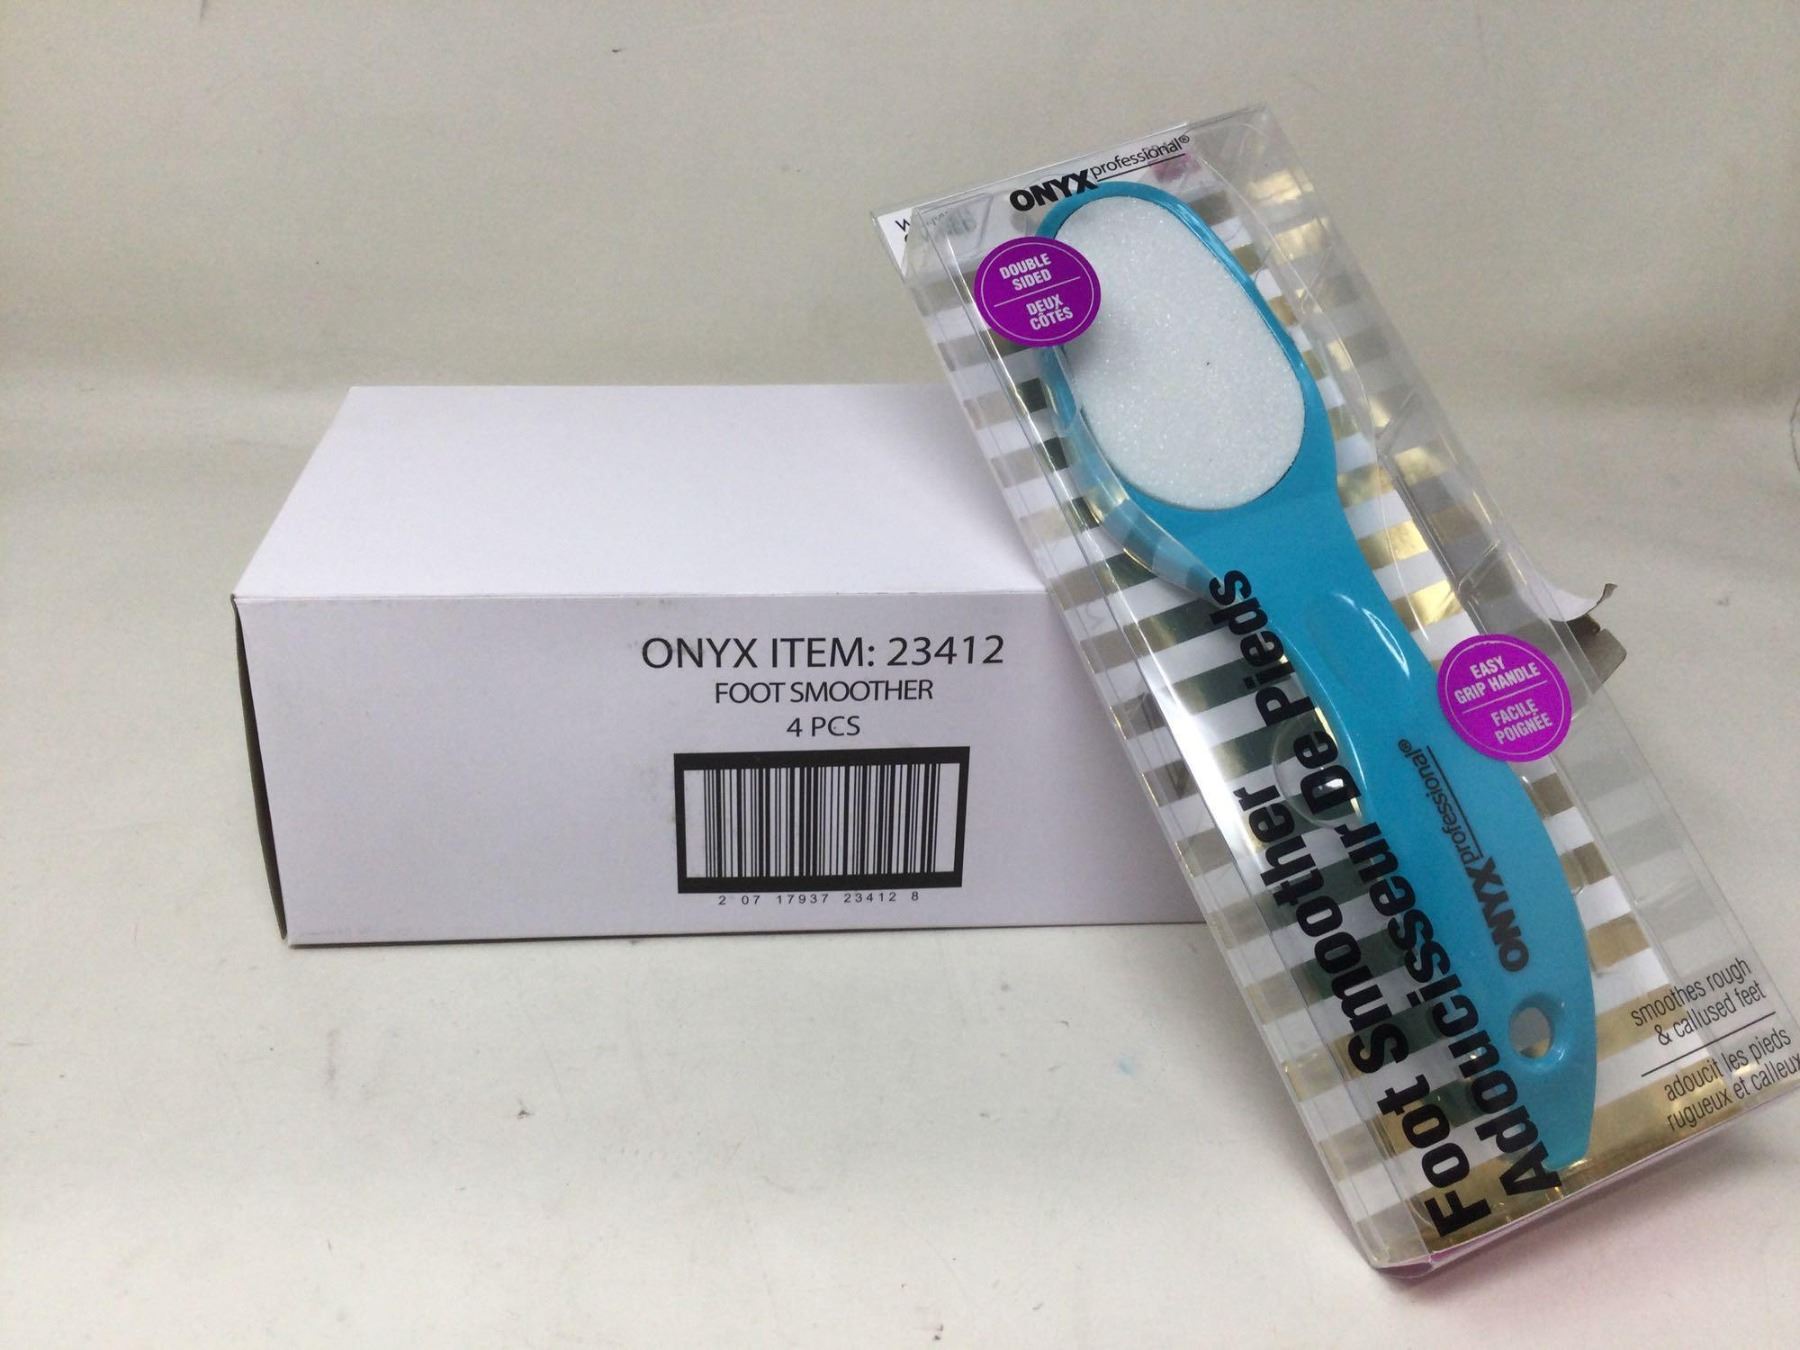 ONYX ITEM: 23412
FOOT SMOOTHER
4 PCS
2 07 17937 23412 8
ONYX professional®
DOUBLE
SIDED
DEUX
CÔTÉS
EASY
GRIP HANDLE
FACILE
POIGNÉE
ONYX professional®
Foot Smoother
Adoucisseur De Pieds
smoothes rough
& callused feet
adoucit les pieds
rugueux et calleux